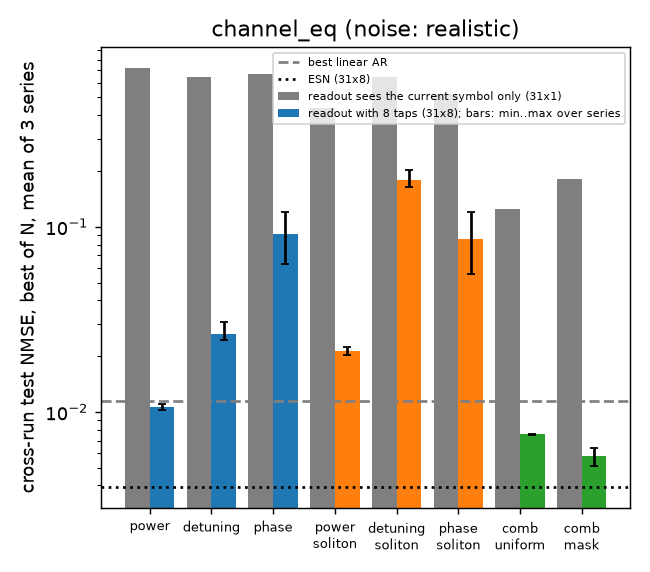 channel_eq (noise: realistic)
cross-run test NMSE, best of N, mean of 3 series
10⁻¹
10⁻²
best linear AR
ESN (31x8)
readout sees the current symbol only (31x1)
readout with 8 taps (31x8); bars: min..max over series
power
detuning
phase
power
soliton
detuning
soliton
phase
soliton
comb
uniform
comb
mask